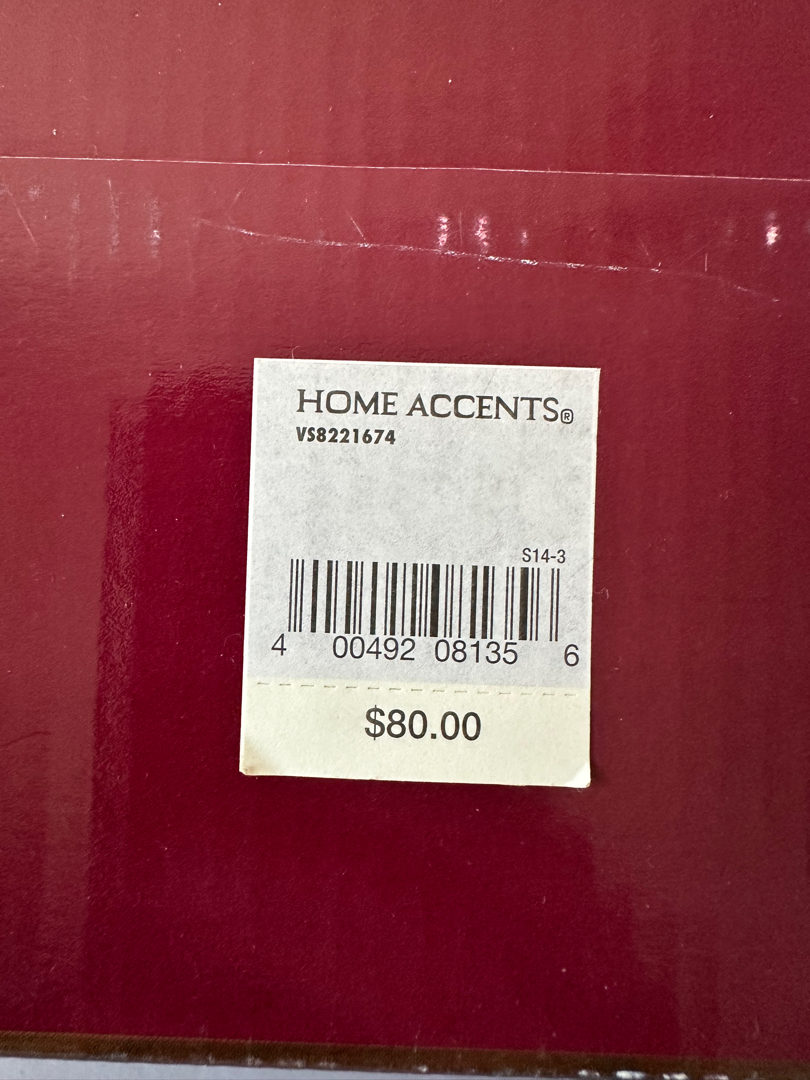 HOME ACCENTS®
VS8221674
S14-3
4 00492 08135 6
$80.00